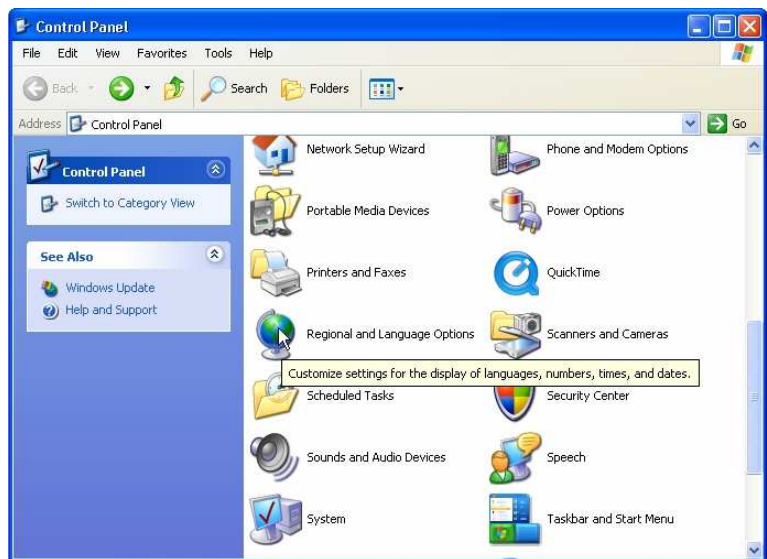 Control Panel
File Edit View Favorites Tools Help
Back Search Folders
Address Control Panel Go
Control Panel
Switch to Category View
See Also
Windows Update
Help and Support
Network Setup Wizard Phone and Modem Options
Portable Media Devices Power Options
Printers and Faxes QuickTime
Regional and Language Options Scanners and Cameras
Customize settings for the display of languages, numbers, times, and dates.
Scheduled Tasks Security Center
Sounds and Audio Devices Speech
System Taskbar and Start Menu